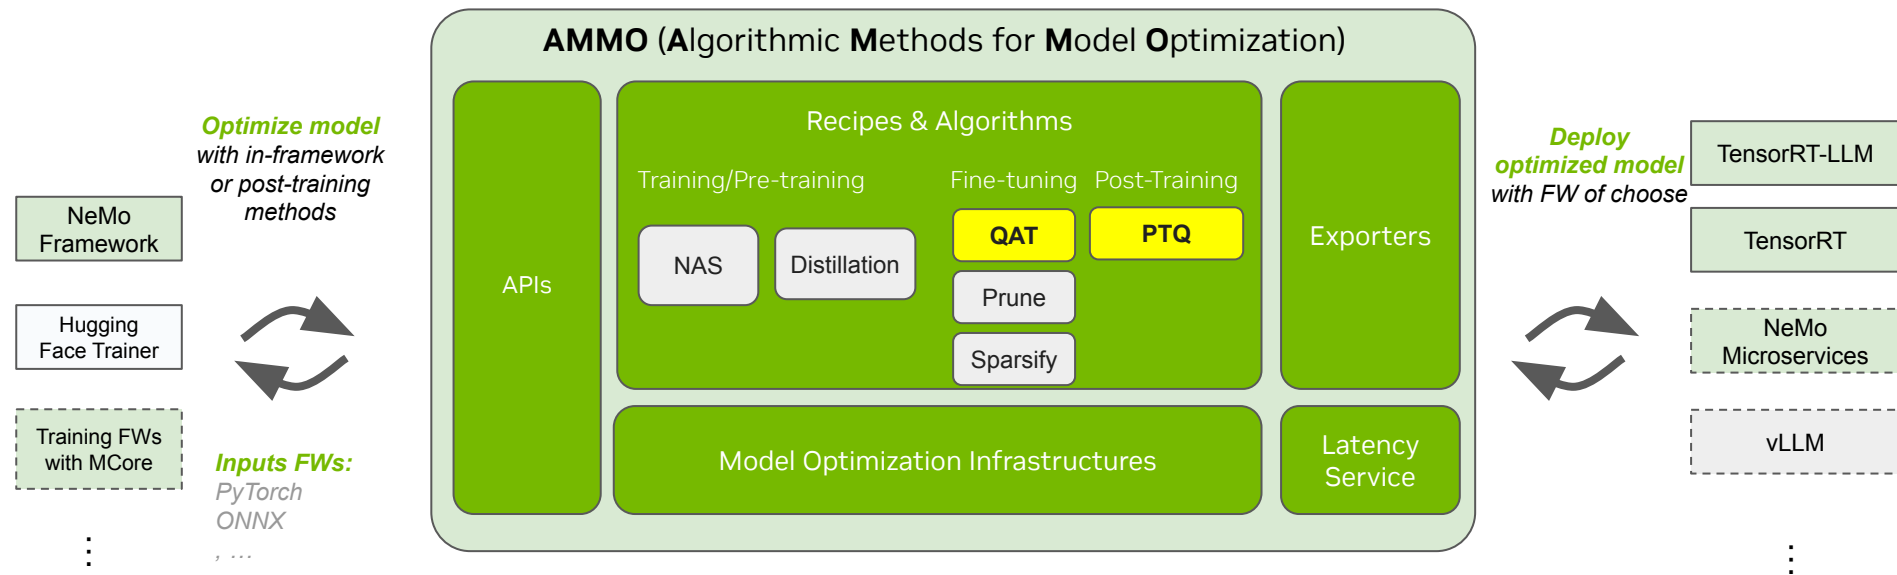 AMMO (Algorithmic Methods for Model Optimization)
Optimize model
with in-framework
or post-training
methods
NeMo
Framework
Hugging
Face Trainer
Training FWs
with MCore
⋮
Inputs FWs:
PyTorch
ONNX
, …
APIs
Recipes & Algorithms
Training/Pre-training
NAS
Distillation
Fine-tuning
QAT
Prune
Sparsify
Post-Training
PTQ
Model Optimization Infrastructures
Exporters
Latency
Service
Deploy
optimized model
with FW of choose
TensorRT-LLM
TensorRT
NeMo
Microservices
vLLM
⋮